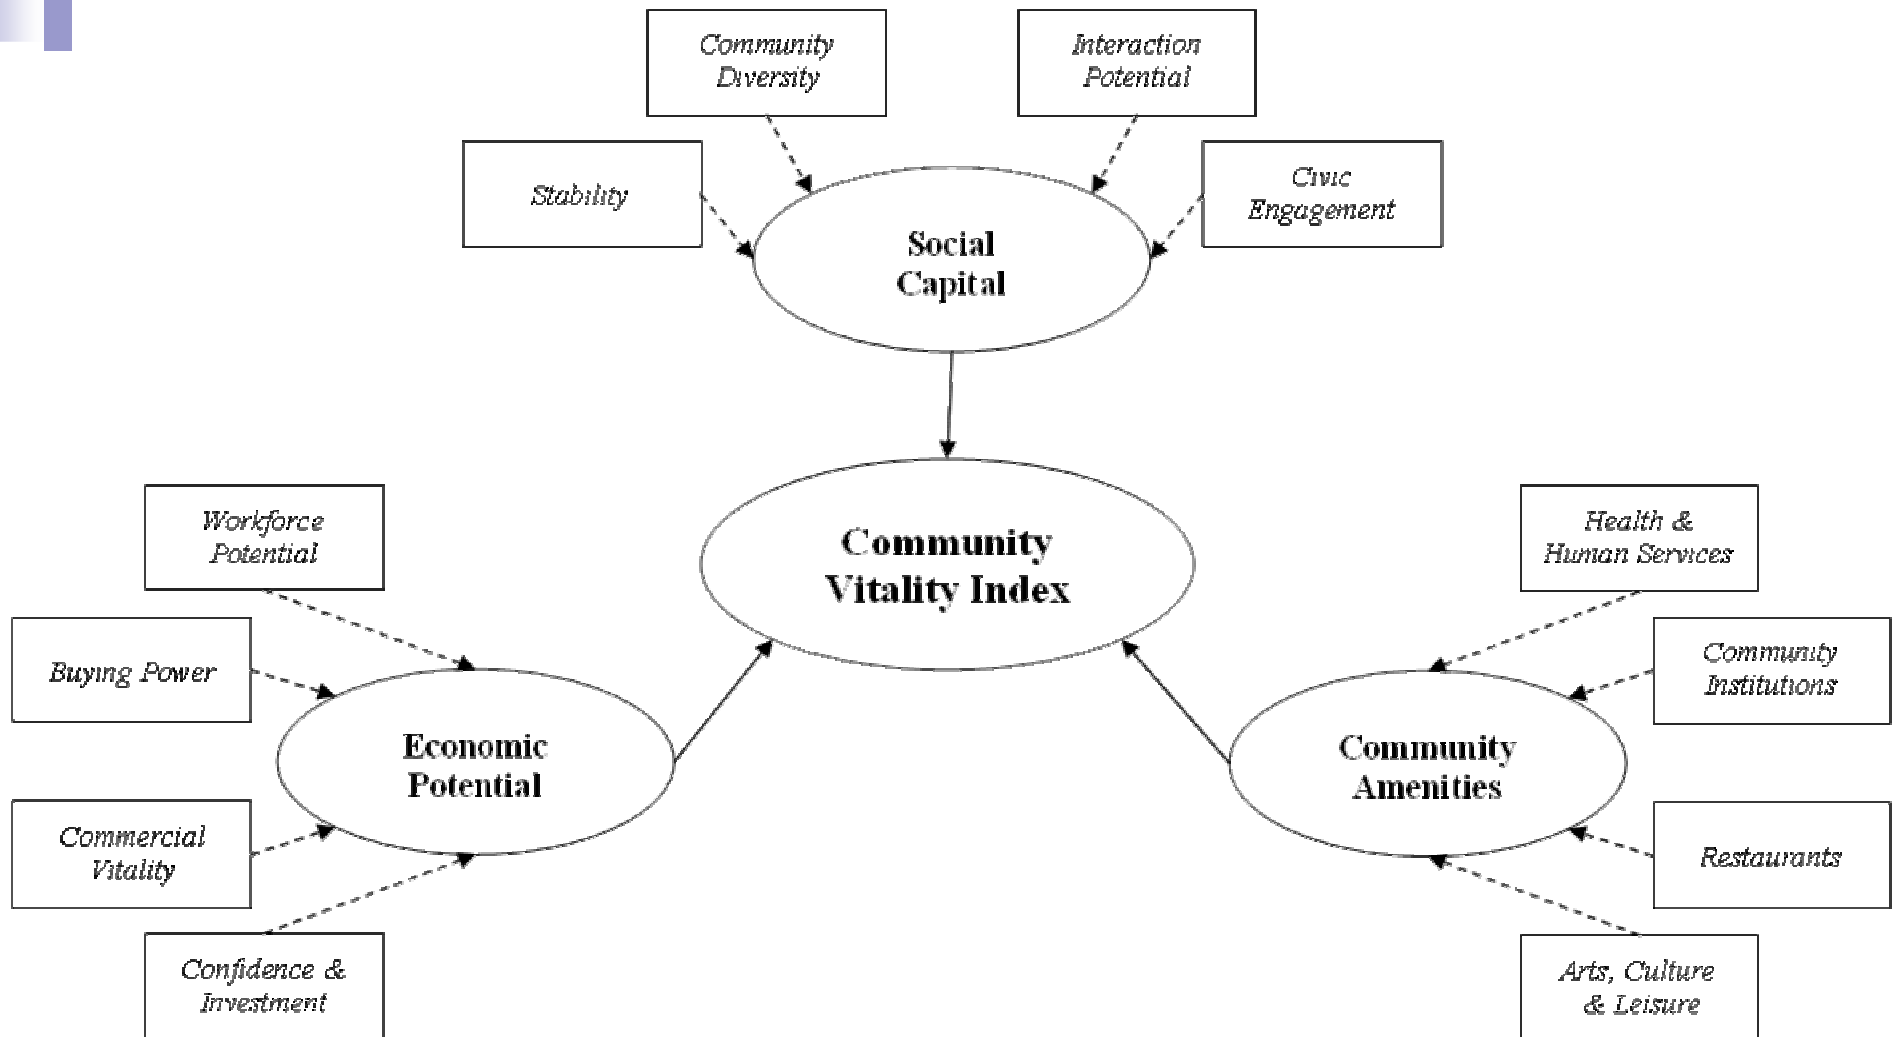 Community
Diversity
Interaction
Potential
Stability
Civic
Engagement
Social
Capital
Community
Vitality Index
Workforce
Potential
Buying Power
Economic
Potential
Commercial
Vitality
Confidence &
Investment
Health &
Human Services
Community
Institutions
Community
Amenities
Restaurants
Arts, Culture
& Leisure